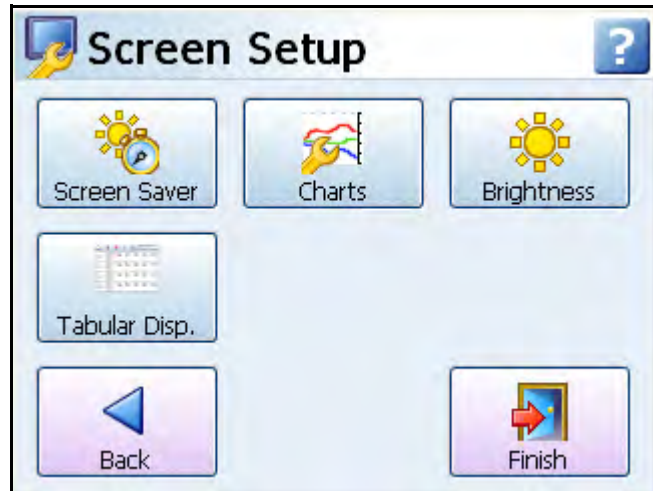 Screen Setup
?
Screen Saver
Charts
Brightness
Tabular Disp.
Back
Finish